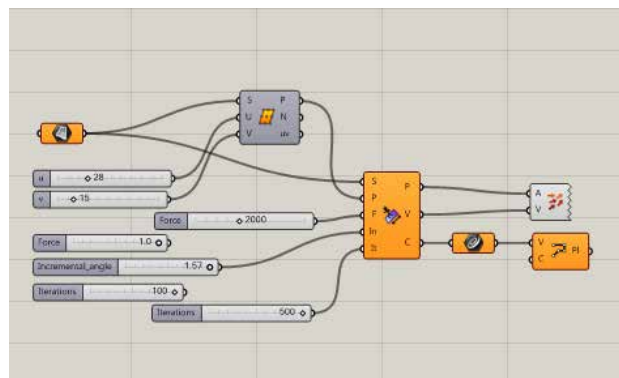 S P
U N
V uv
u 28
v 15
Force 2000
Force 1.0
Incremental_angle 1.57
Iterations 100
Iterations 500
S P
P
F V
In
It C
A
V
V Pl
C